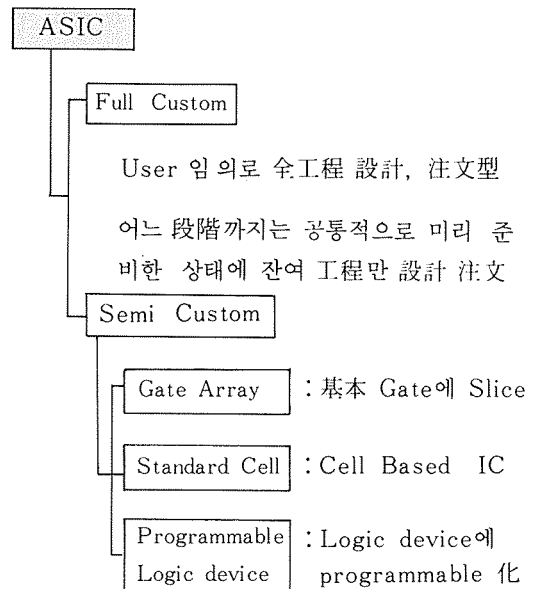 ASIC
Full Custom
User 임의로 全工程 設計, 注文型
어느 段階까지는 공통적으로 미리 준
비한 상태에 잔여 工程만 設計 注文
Semi Custom
Gate Array : 基本 Gate에 Slice
Standard Cell : Cell Based IC
Programmable : Logic device에
Logic device programmable 化